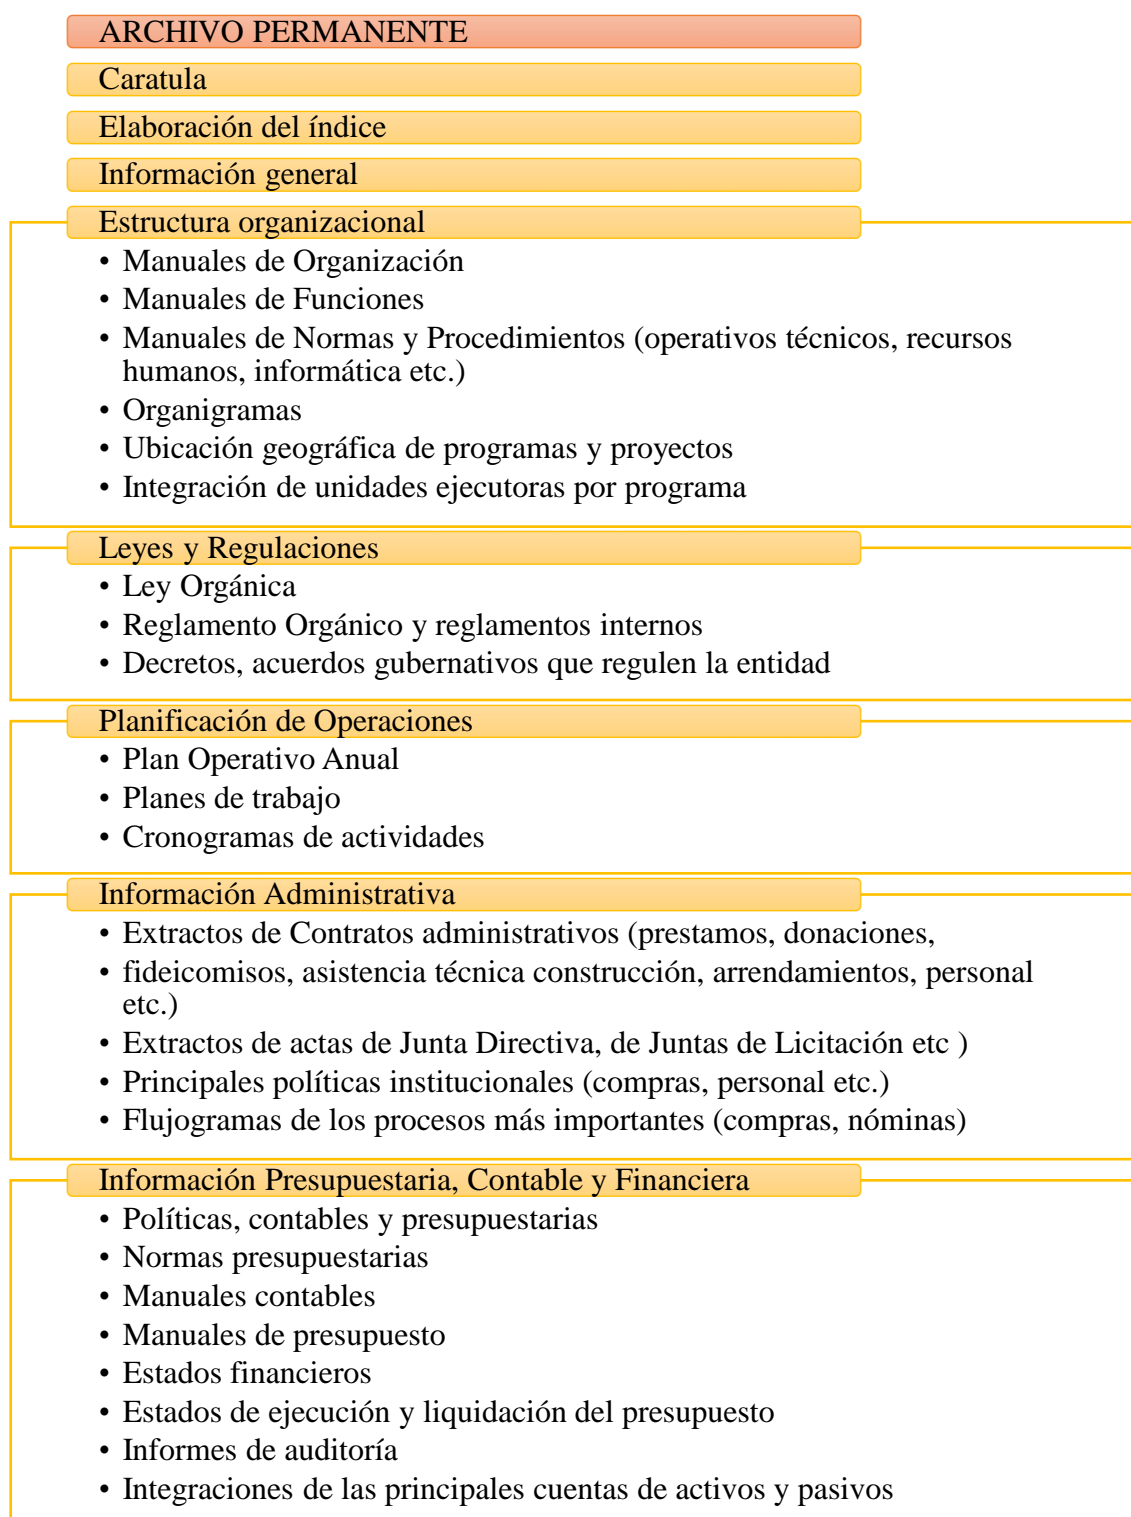 ARCHIVO PERMANENTE
Caratula
Elaboración del índice
Información general
Estructura organizacional
• Manuales de Organización
• Manuales de Funciones
• Manuales de Normas y Procedimientos (operativos técnicos, recursos
humanos, informática etc.)
• Organigramas
• Ubicación geográfica de programas y proyectos
• Integración de unidades ejecutoras por programa
Leyes y Regulaciones
• Ley Orgánica
• Reglamento Orgánico y reglamentos internos
• Decretos, acuerdos gubernativos que regulen la entidad
Planificación de Operaciones
• Plan Operativo Anual
• Planes de trabajo
• Cronogramas de actividades
Información Administrativa
• Extractos de Contratos administrativos (prestamos, donaciones,
• fideicomisos, asistencia técnica construcción, arrendamientos, personal
etc.)
• Extractos de actas de Junta Directiva, de Juntas de Licitación etc )
• Principales políticas institucionales (compras, personal etc.)
• Flujogramas de los procesos más importantes (compras, nóminas)
Información Presupuestaria, Contable y Financiera
• Políticas, contables y presupuestarias
• Normas presupuestarias
• Manuales contables
• Manuales de presupuesto
• Estados financieros
• Estados de ejecución y liquidación del presupuesto
• Informes de auditoría
• Integraciones de las principales cuentas de activos y pasivos